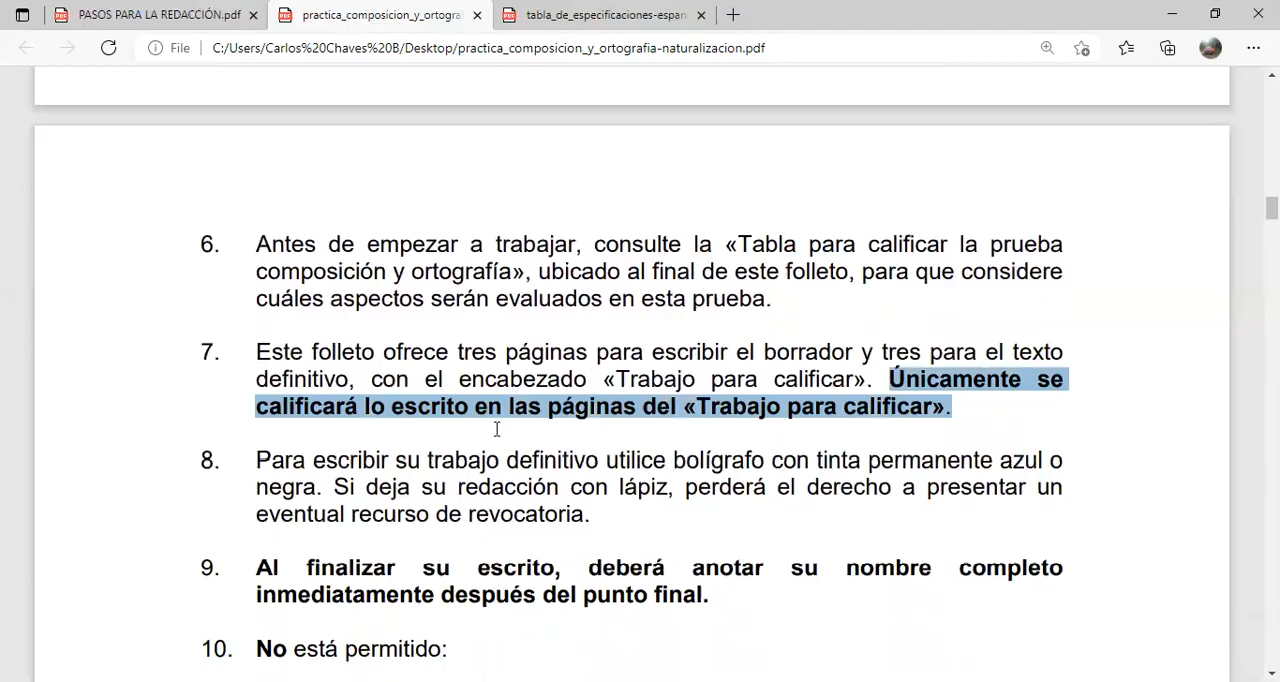 PASOS PARA LA REDACCIÓN.pdf
practica_composicion_y_ortogra
tabla_de_especificaciones-espan
File
C:/Users/Carlos%20Chaves%20B/Desktop/practica_composicion_y_ortografia-naturalizacion.pdf
6. Antes de empezar a trabajar, consulte la «Tabla para calificar la prueba
composición y ortografía», ubicado al final de este folleto, para que considere
cuáles aspectos serán evaluados en esta prueba.
7. Este folleto ofrece tres páginas para escribir el borrador y tres para el texto
definitivo, con el encabezado «Trabajo para calificar». Únicamente se
calificará lo escrito en las páginas del «Trabajo para calificar».
8. Para escribir su trabajo definitivo utilice bolígrafo con tinta permanente azul o
negra. Si deja su redacción con lápiz, perderá el derecho a presentar un
eventual recurso de revocatoria.
9. Al finalizar su escrito, deberá anotar su nombre completo
inmediatamente después del punto final.
10. No está permitido: